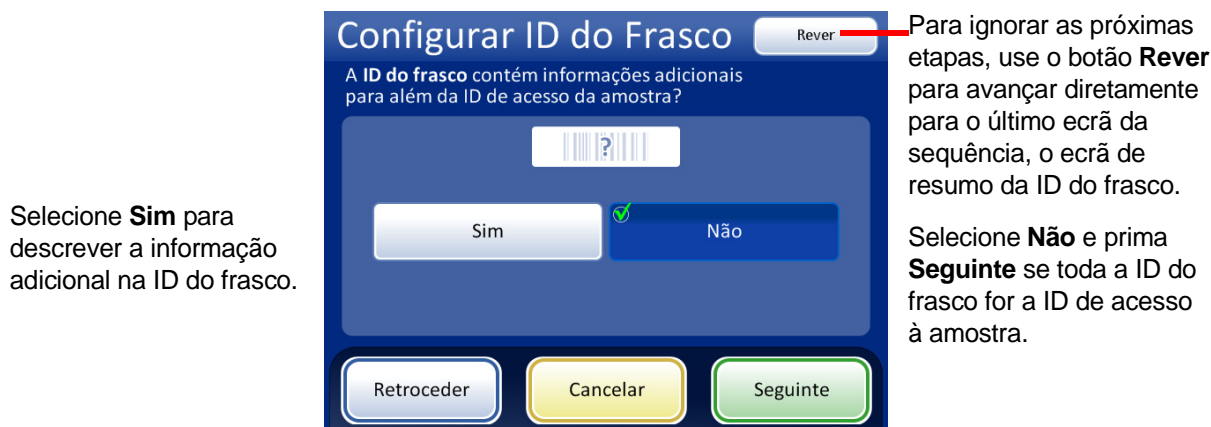 Configurar ID do Frasco
Rever
A ID do frasco contém informações adicionais
para além da ID de acesso da amostra?
?
Sim
Não
Retroceder
Cancelar
Seguinte
Selecione Sim para
descrever a informação
adicional na ID do frasco.
Para ignorar as próximas
etapas, use o botão Rever
para avançar diretamente
para o último ecrã da
sequência, o ecrã de
resumo da ID do frasco.
Selecione Não e prima
Seguinte se toda a ID do
frasco for a ID de acesso
à amostra.